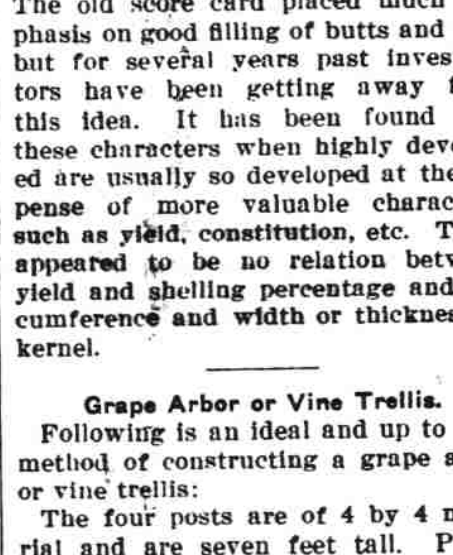 The old score card placed much
phasis on good filling of butts and
but for several years past inves
tors have been getting away f
this idea. It has been found
these characters when highly deve
ed are usually so developed at the
pense of more valuable charac
such as yield, constitution, etc. T
appeared to be no relation betw
yield and shelling percentage and
cumference and width or thicknes
kernel.
Grape Arbor or Vine Trellis.
Following is an ideal and up to
method of constructing a grape a
or vine trellis:
The four posts are of 4 by 4 m
rial and are seven feet tall. P